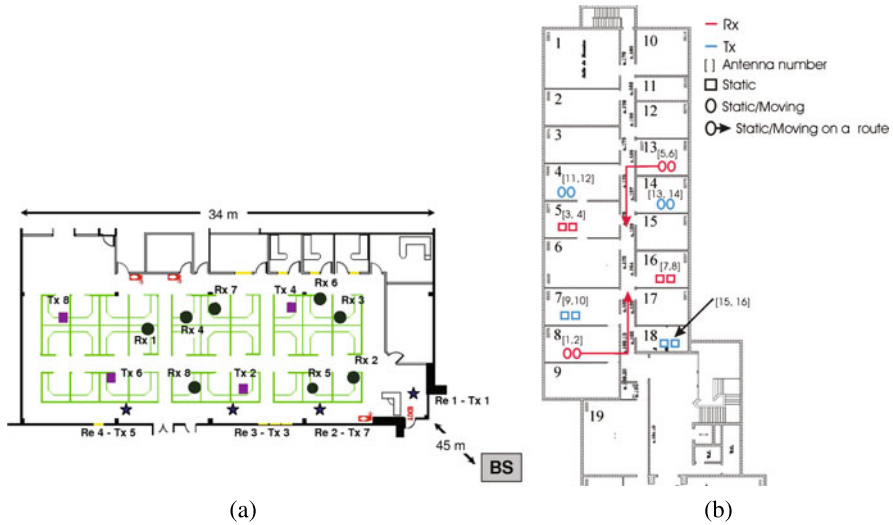 34 m
Tx 8
Rx 1
Rx 4
Rx 7
Tx 4
Rx 6
Rx 3
Rx 2
Tx 6
Rx 8
Tx 2
Rx 5
EXIT
Re 1 - Tx 1
Re 4 - Tx 5
Re 3 - Tx 3
Re 2 - Tx 7
45 m
BS
(a)
Rx
Tx
[ ] Antenna number
Static
Static/Moving
Static/Moving on a route
1
2
3
4
[11,12]
5
[3, 4]
6
7
[9,10]
8
[1,2]
9
10
11
12
13
[5,6]
14
[13, 14]
15
16
[7,8]
17
18
[15, 16]
19
(b)